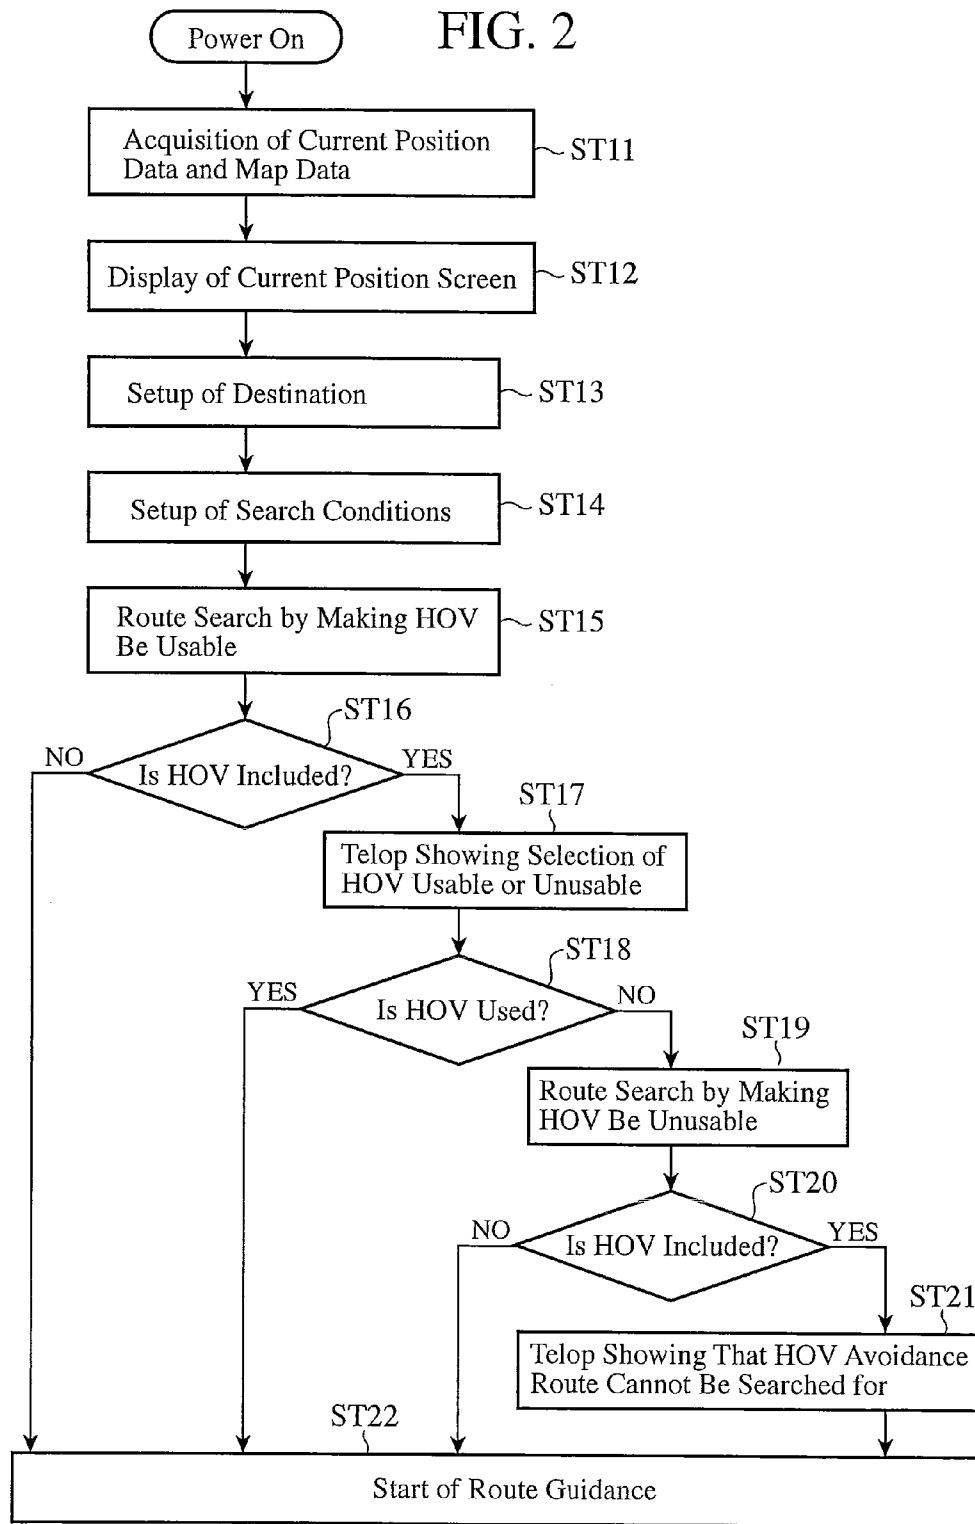 FIG. 2
Power On
Acquisition of Current Position
Data and Map Data
ST11
Display of Current Position Screen
ST12
Setup of Destination
ST13
Setup of Search Conditions
ST14
Route Search by Making HOV
Be Usable
ST15
ST16
NO
Is HOV Included?
YES
ST17
Telop Showing Selection of
HOV Usable or Unusable
ST18
YES
Is HOV Used?
NO
ST19
Route Search by Making
HOV Be Unusable
ST20
NO
Is HOV Included?
YES
ST21
Telop Showing That HOV Avoidance
Route Cannot Be Searched for
ST22
Start of Route Guidance